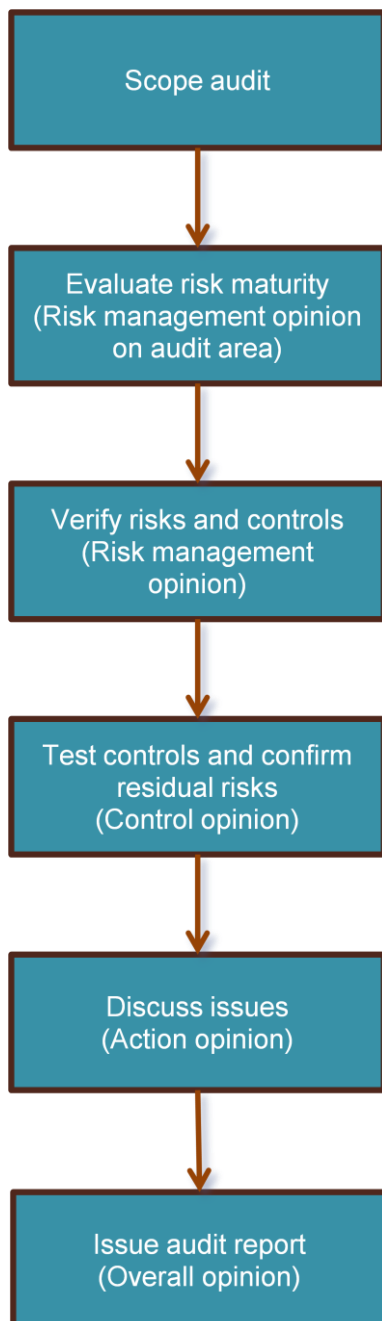 Scope audit
Evaluate risk maturity
(Risk management opinion
on audit area)
Verify risks and controls
(Risk management
opinion)
Test controls and confirm
residual risks
(Control opinion)
Discuss issues
(Action opinion)
Issue audit report
(Overall opinion)